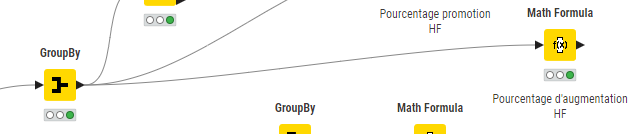 Pourcentage promotion
HF
Math Formula
GroupBy
f(x)
Pourcentage d'augmentation
HF
GroupBy
Math Formula